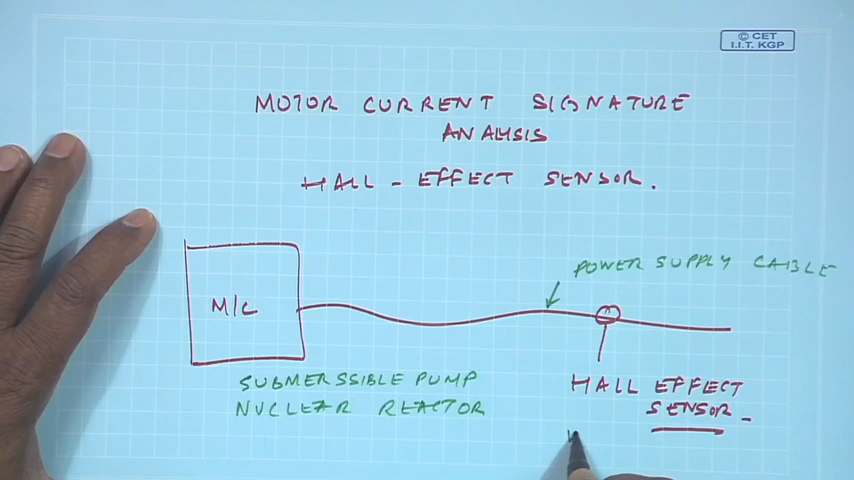 © CET
I.I.T. KGP
MOTOR CURRENT SIGNATURE
ANALYSIS
HALL - EFFECT SENSOR.
POWER SUPPLY CABLE
M/C
SUBMERSSIBLE PUMP
NUCLEAR REACTOR
HALL EFFECT
SENSOR -